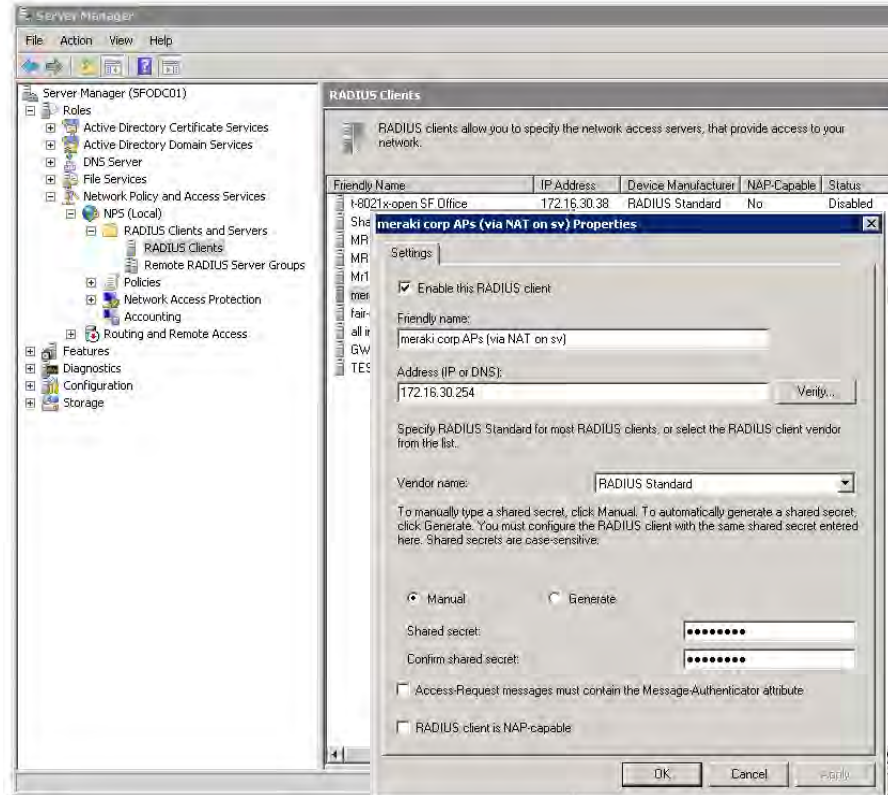 Server Manager
File Action View Help
Server Manager (SFODC01)
Roles
Active Directory Certificate Services
Active Directory Domain Services
DNS Server
File Services
Network Policy and Access Services
NPS (Local)
RADIUS Clients and Servers
RADIUS Clients
Remote RADIUS Server Groups
Policies
Network Access Protection
Accounting
Routing and Remote Access
Features
Diagnostics
Configuration
Storage
RADIUS Clients
RADIUS clients allow you to specify the network access servers, that provide access to your
network.
Friendly Name IP Address Device Manufacturer NAP-Capable Status
t-8021x-open SF Office 172.16.30.38 RADIUS Standard No Disabled
Sha
MR
MR
Mr1
mer
fair-
all in
GW
TES
meraki corp APs (via NAT on sv) Properties
Settings
Enable this RADIUS client
Friendly name:
meraki corp APs (via NAT on sv)
Address (IP or DNS):
172.16.30.254
Verify...
Specify RADIUS Standard for most RADIUS clients, or select the RADIUS client vendor
from the list.
Vendor name: RADIUS Standard
To manually type a shared secret, click Manual. To automatically generate a shared secret,
click Generate. You must configure the RADIUS client with the same shared secret entered
here. Shared secrets are case-sensitive.
Manual Generate
Shared secret: ●●●●●●●●
Confirm shared secret: ●●●●●●●●
Access-Request messages must contain the Message-Authenticator attribute
RADIUS client is NAP-capable
OK Cancel Apply